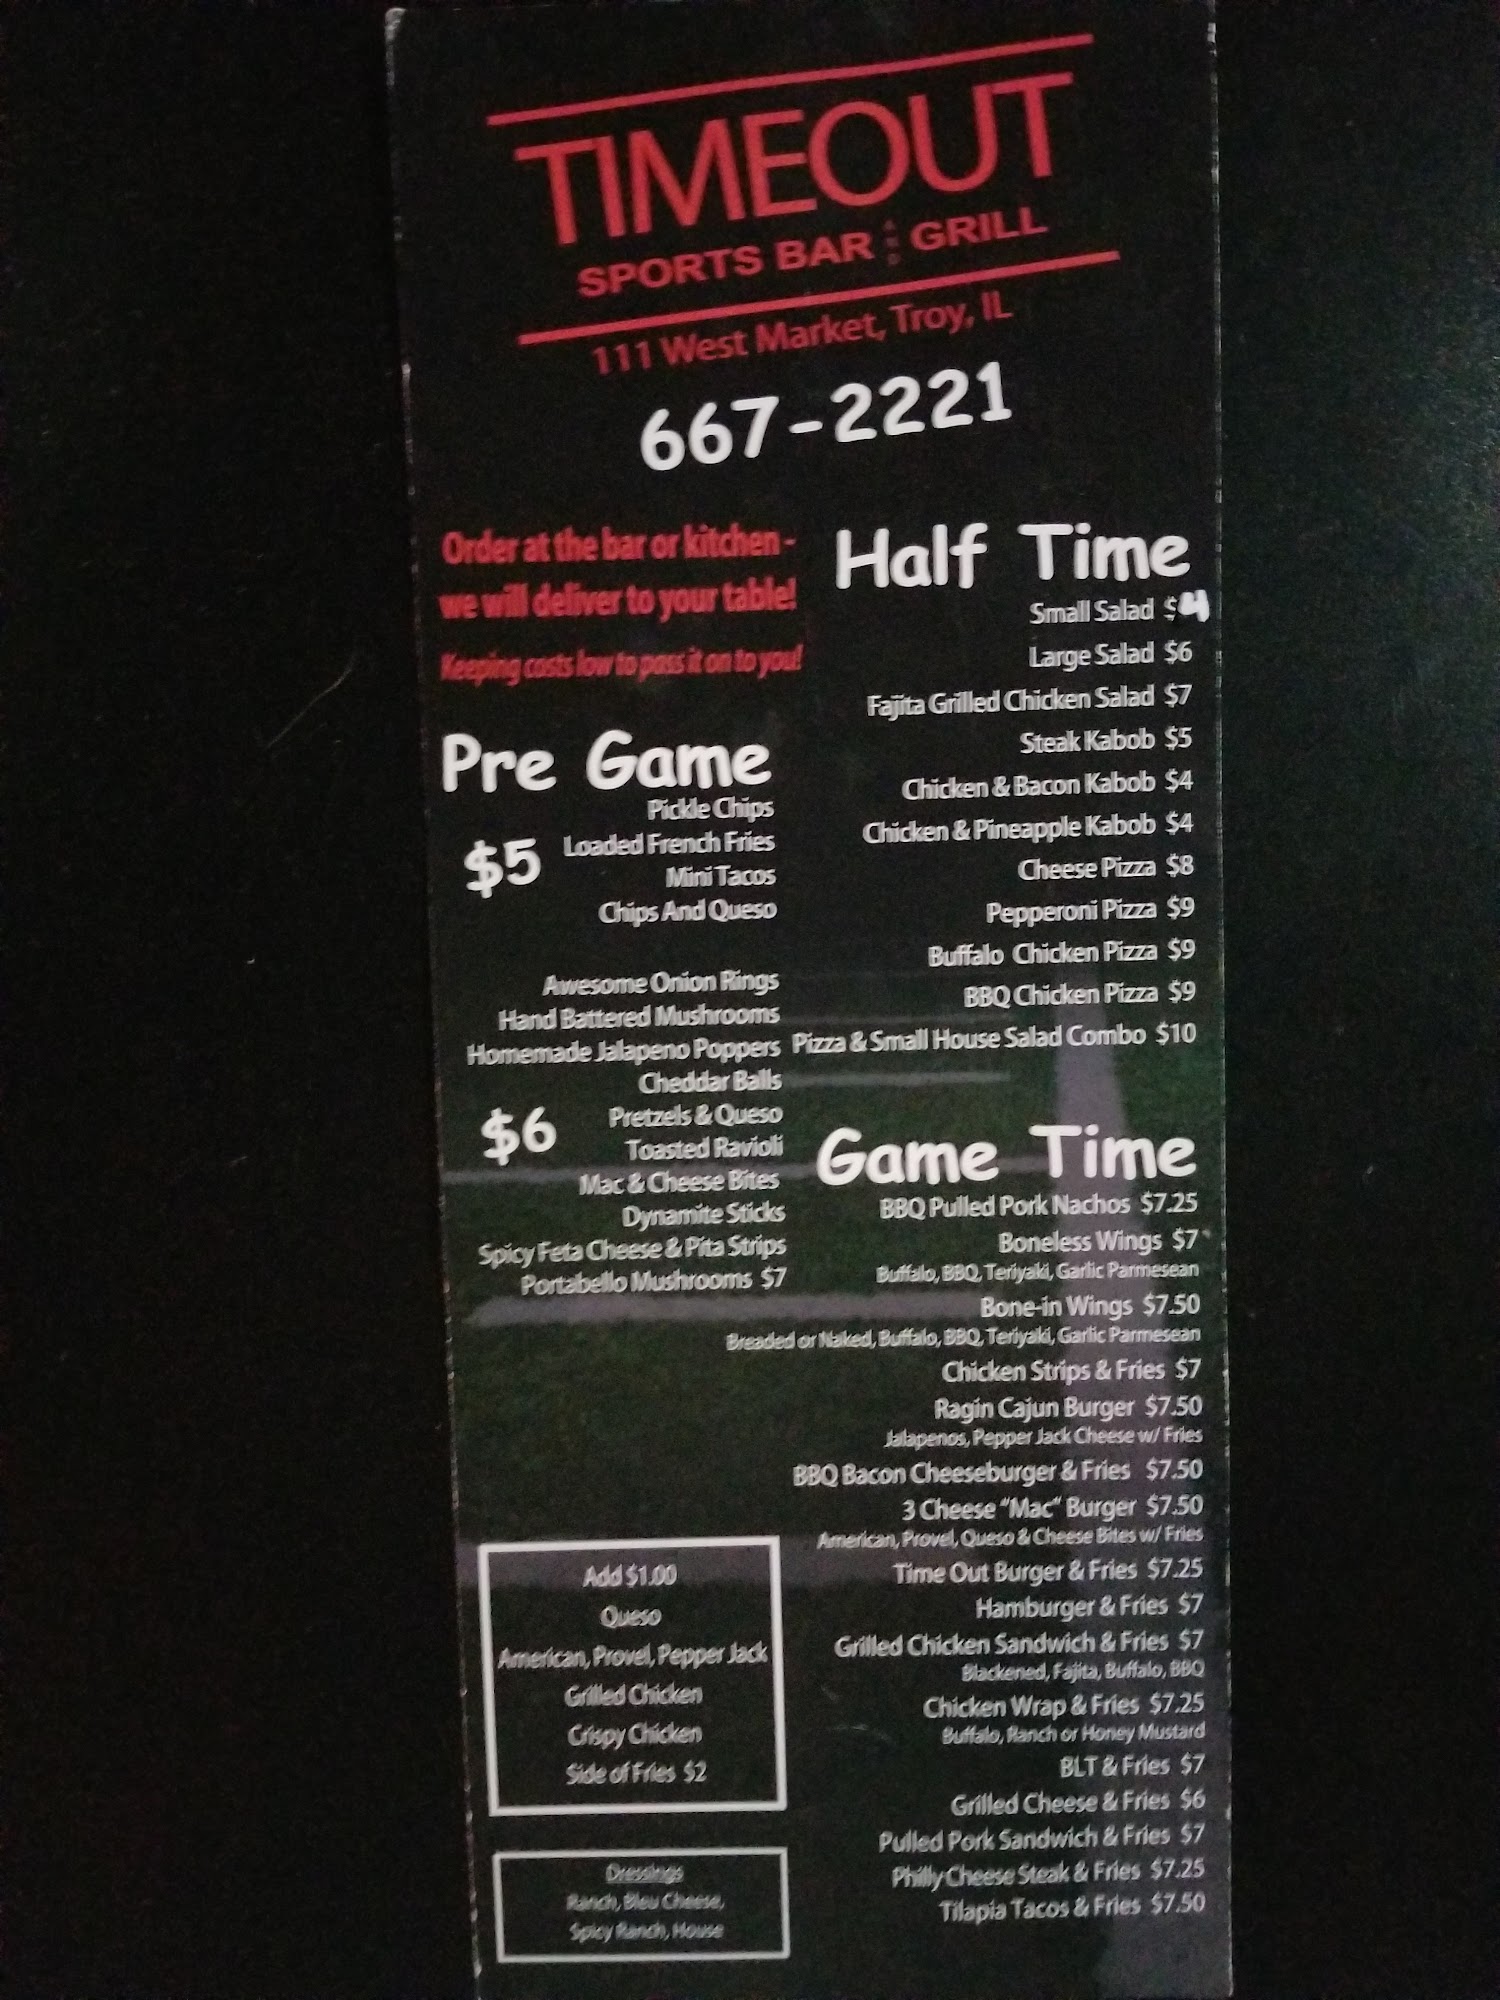 TIMEOUT
SPORTS BAR AND GRILL
111 West Market, Troy, IL
667-2221
Order at the bar or kitchen -
we will deliver to your table!
Keeping costs low to pass it on to you!
Pre Game
$5
Pickle Chips
Loaded French Fries
Mini Tacos
Chips And Queso
$6
Awesome Onion Rings
Hand Battered Mushrooms
Homemade Jalapeno Poppers
Cheddar Balls
Pretzels & Queso
Toasted Ravioli
Mac & Cheese Bites
Dynamite Sticks
Spicy Feta Cheese & Pita Strips
Portabello Mushrooms $7
Add $1.00
Queso
American, Provel, Pepper Jack
Grilled Chicken
Crispy Chicken
Side of Fries $2
Dressings
Ranch, Bleu Cheese,
Spicy Ranch, House
Half Time
Small Salad $4
Large Salad $6
Fajita Grilled Chicken Salad $7
Steak Kabob $5
Chicken & Bacon Kabob $4
Chicken & Pineapple Kabob $4
Cheese Pizza $8
Pepperoni Pizza $9
Buffalo Chicken Pizza $9
BBQ Chicken Pizza $9
Pizza & Small House Salad Combo $10
Game Time
BBQ Pulled Pork Nachos $7.25
Boneless Wings $7
Buffalo, BBQ, Teriyaki, Garlic Parmesean
Bone-in Wings $7.50
Breaded or Naked, Buffalo, BBQ, Teriyaki, Garlic Parmesean
Chicken Strips & Fries $7
Ragin Cajun Burger $7.50
Jalapenos, Pepper Jack Cheese w/ Fries
BBQ Bacon Cheeseburger & Fries $7.50
3 Cheese "Mac" Burger $7.50
American, Provel, Queso & Cheese Bites w/ Fries
Time Out Burger & Fries $7.25
Hamburger & Fries $7
Grilled Chicken Sandwich & Fries $7
Blackened, Fajita, Buffalo, BBQ
Chicken Wrap & Fries $7.25
Buffalo, Ranch or Honey Mustard
BLT & Fries $7
Grilled Cheese & Fries $6
Pulled Pork Sandwich & Fries $7
Philly Cheese Steak & Fries $7.25
Tilapia Tacos & Fries $7.50